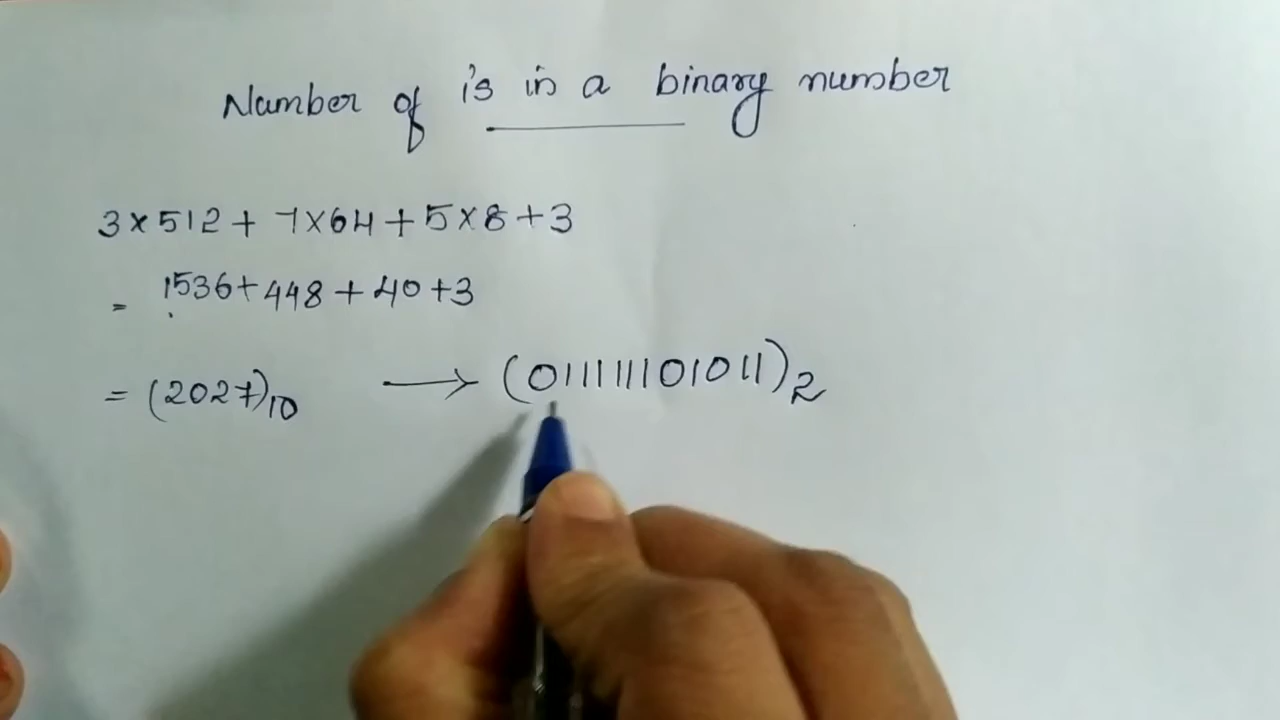 Number of 1's in a binary number
3×512+ 7×64+5×8+3
= 1536+448+40+3
= (2027)10 → (011111101011)2